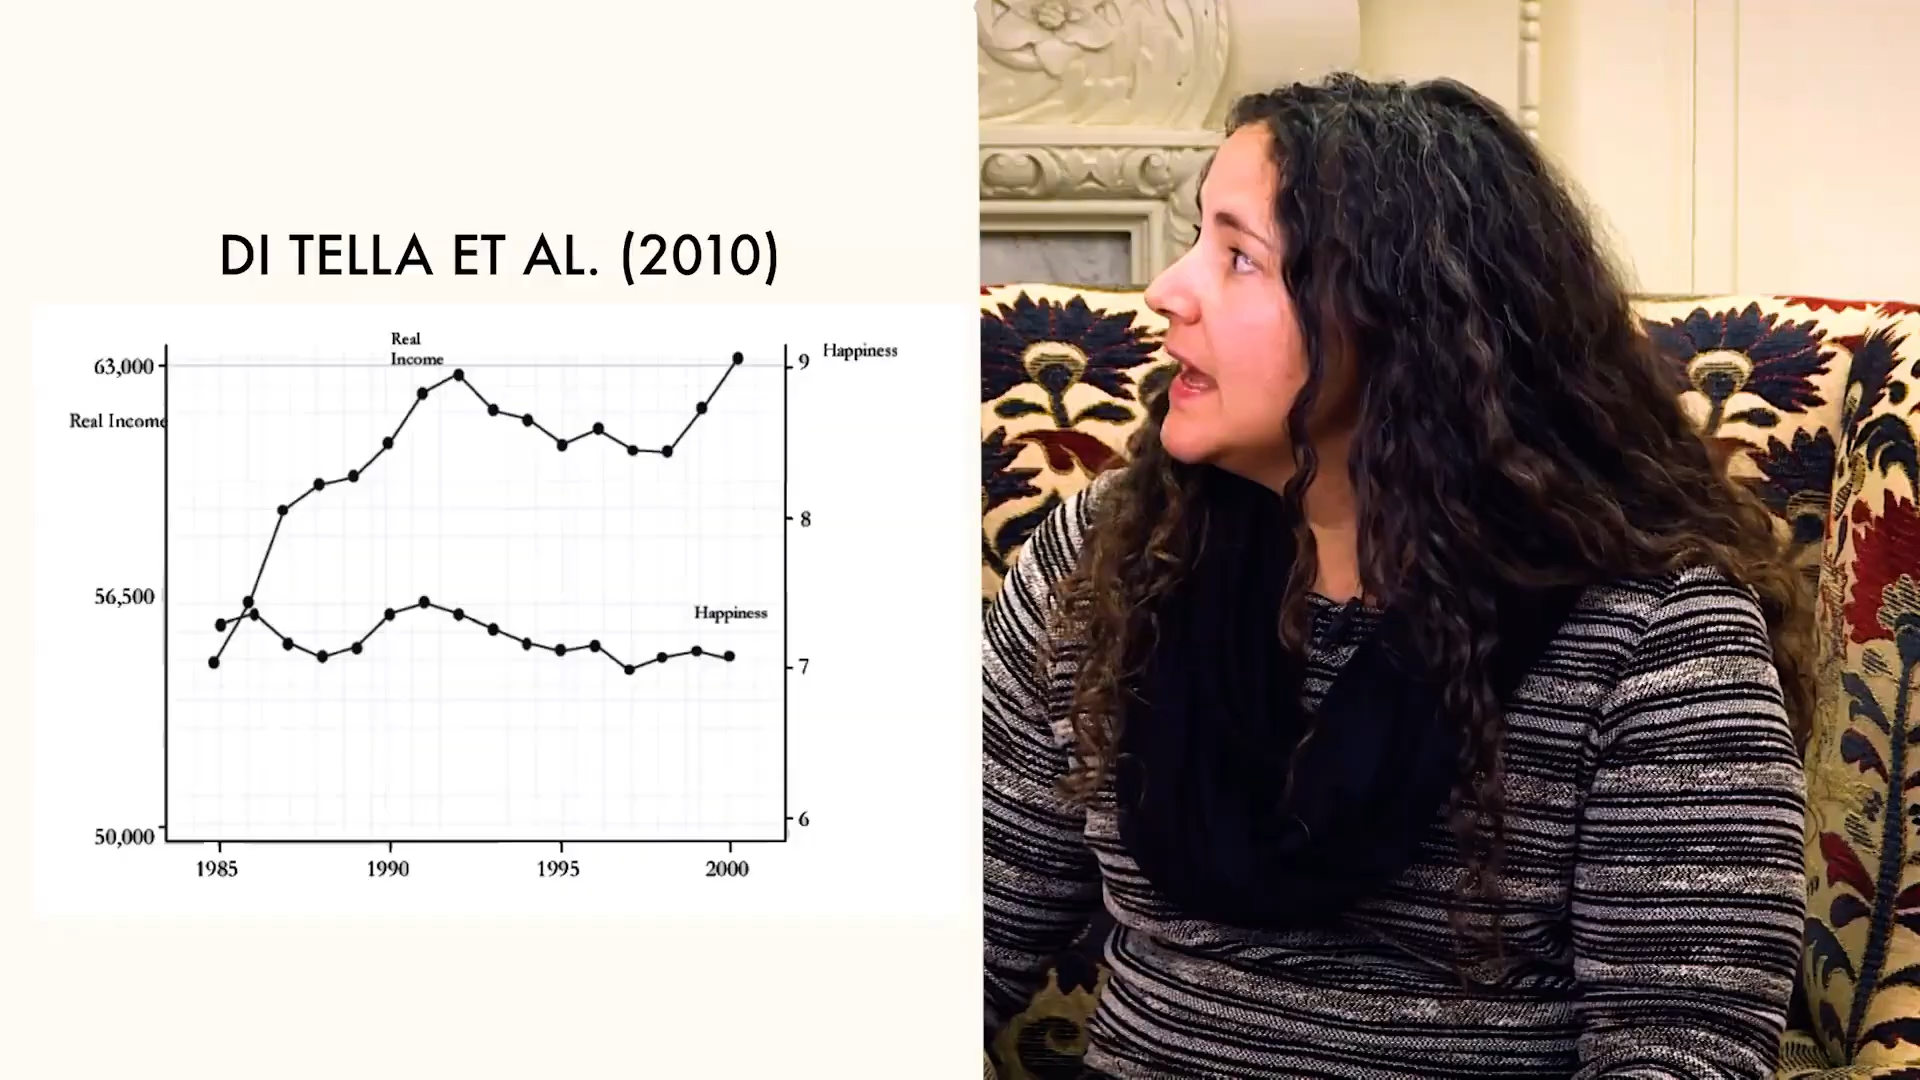 DI TELLA ET AL. (2010)
Real
Income
63,000
9
Happiness
Real Income
8
56,500
Happiness
7
6
50,000
1985
1990
1995
2000